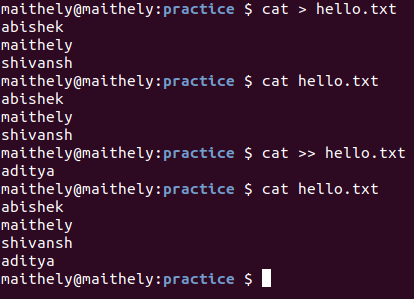 maithely@maithely:practice $ cat > hello.txt
abishek
maithely
shivansh
maithely@maithely:practice $ cat hello.txt
abishek
maithely
shivansh
maithely@maithely:practice $ cat >> hello.txt
aditya
maithely@maithely:practice $ cat hello.txt
abishek
maithely
shivansh
aditya
maithely@maithely:practice $